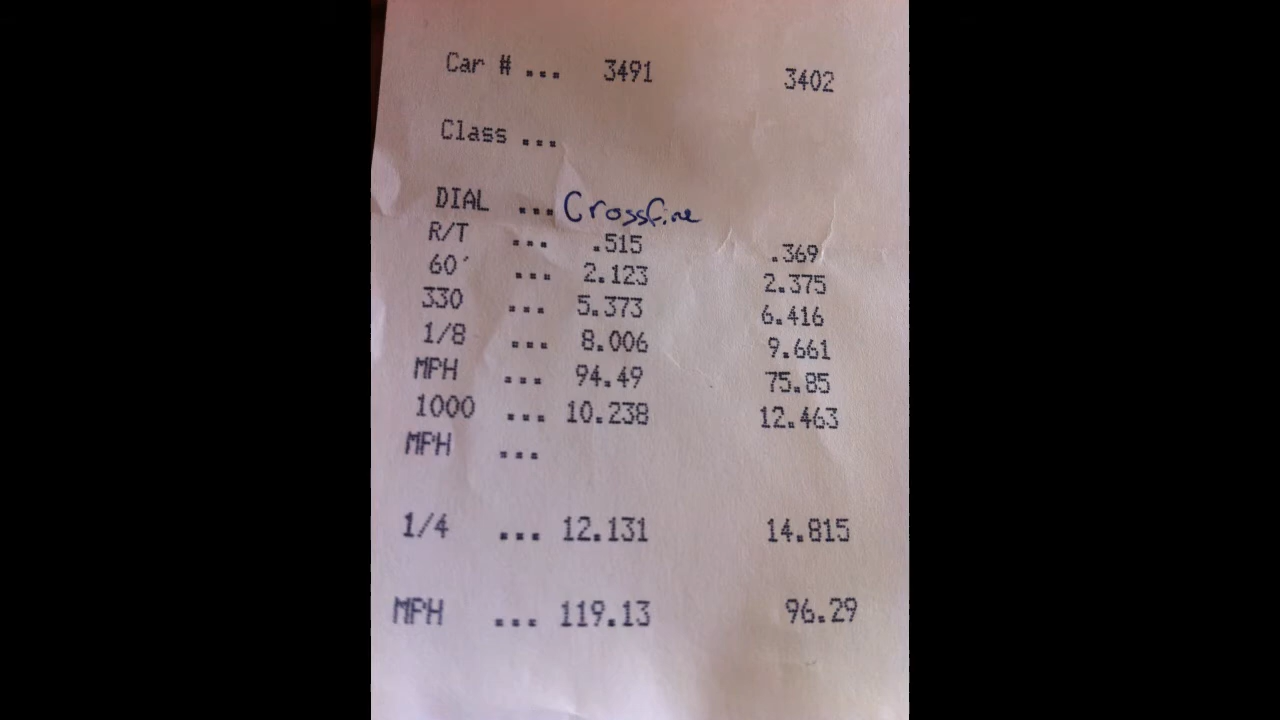 Car # ... 3491 3402
Class ...
DIAL ... Crossfire
R/T ... .515 .369
60' ... 2.123 2.375
330 ... 5.373 6.416
1/8 ... 8.006 9.661
MPH ... 94.49 75.85
1000 ... 10.238 12.463
MPH ...
1/4 ... 12.131 14.815
MPH ... 119.13 96.29